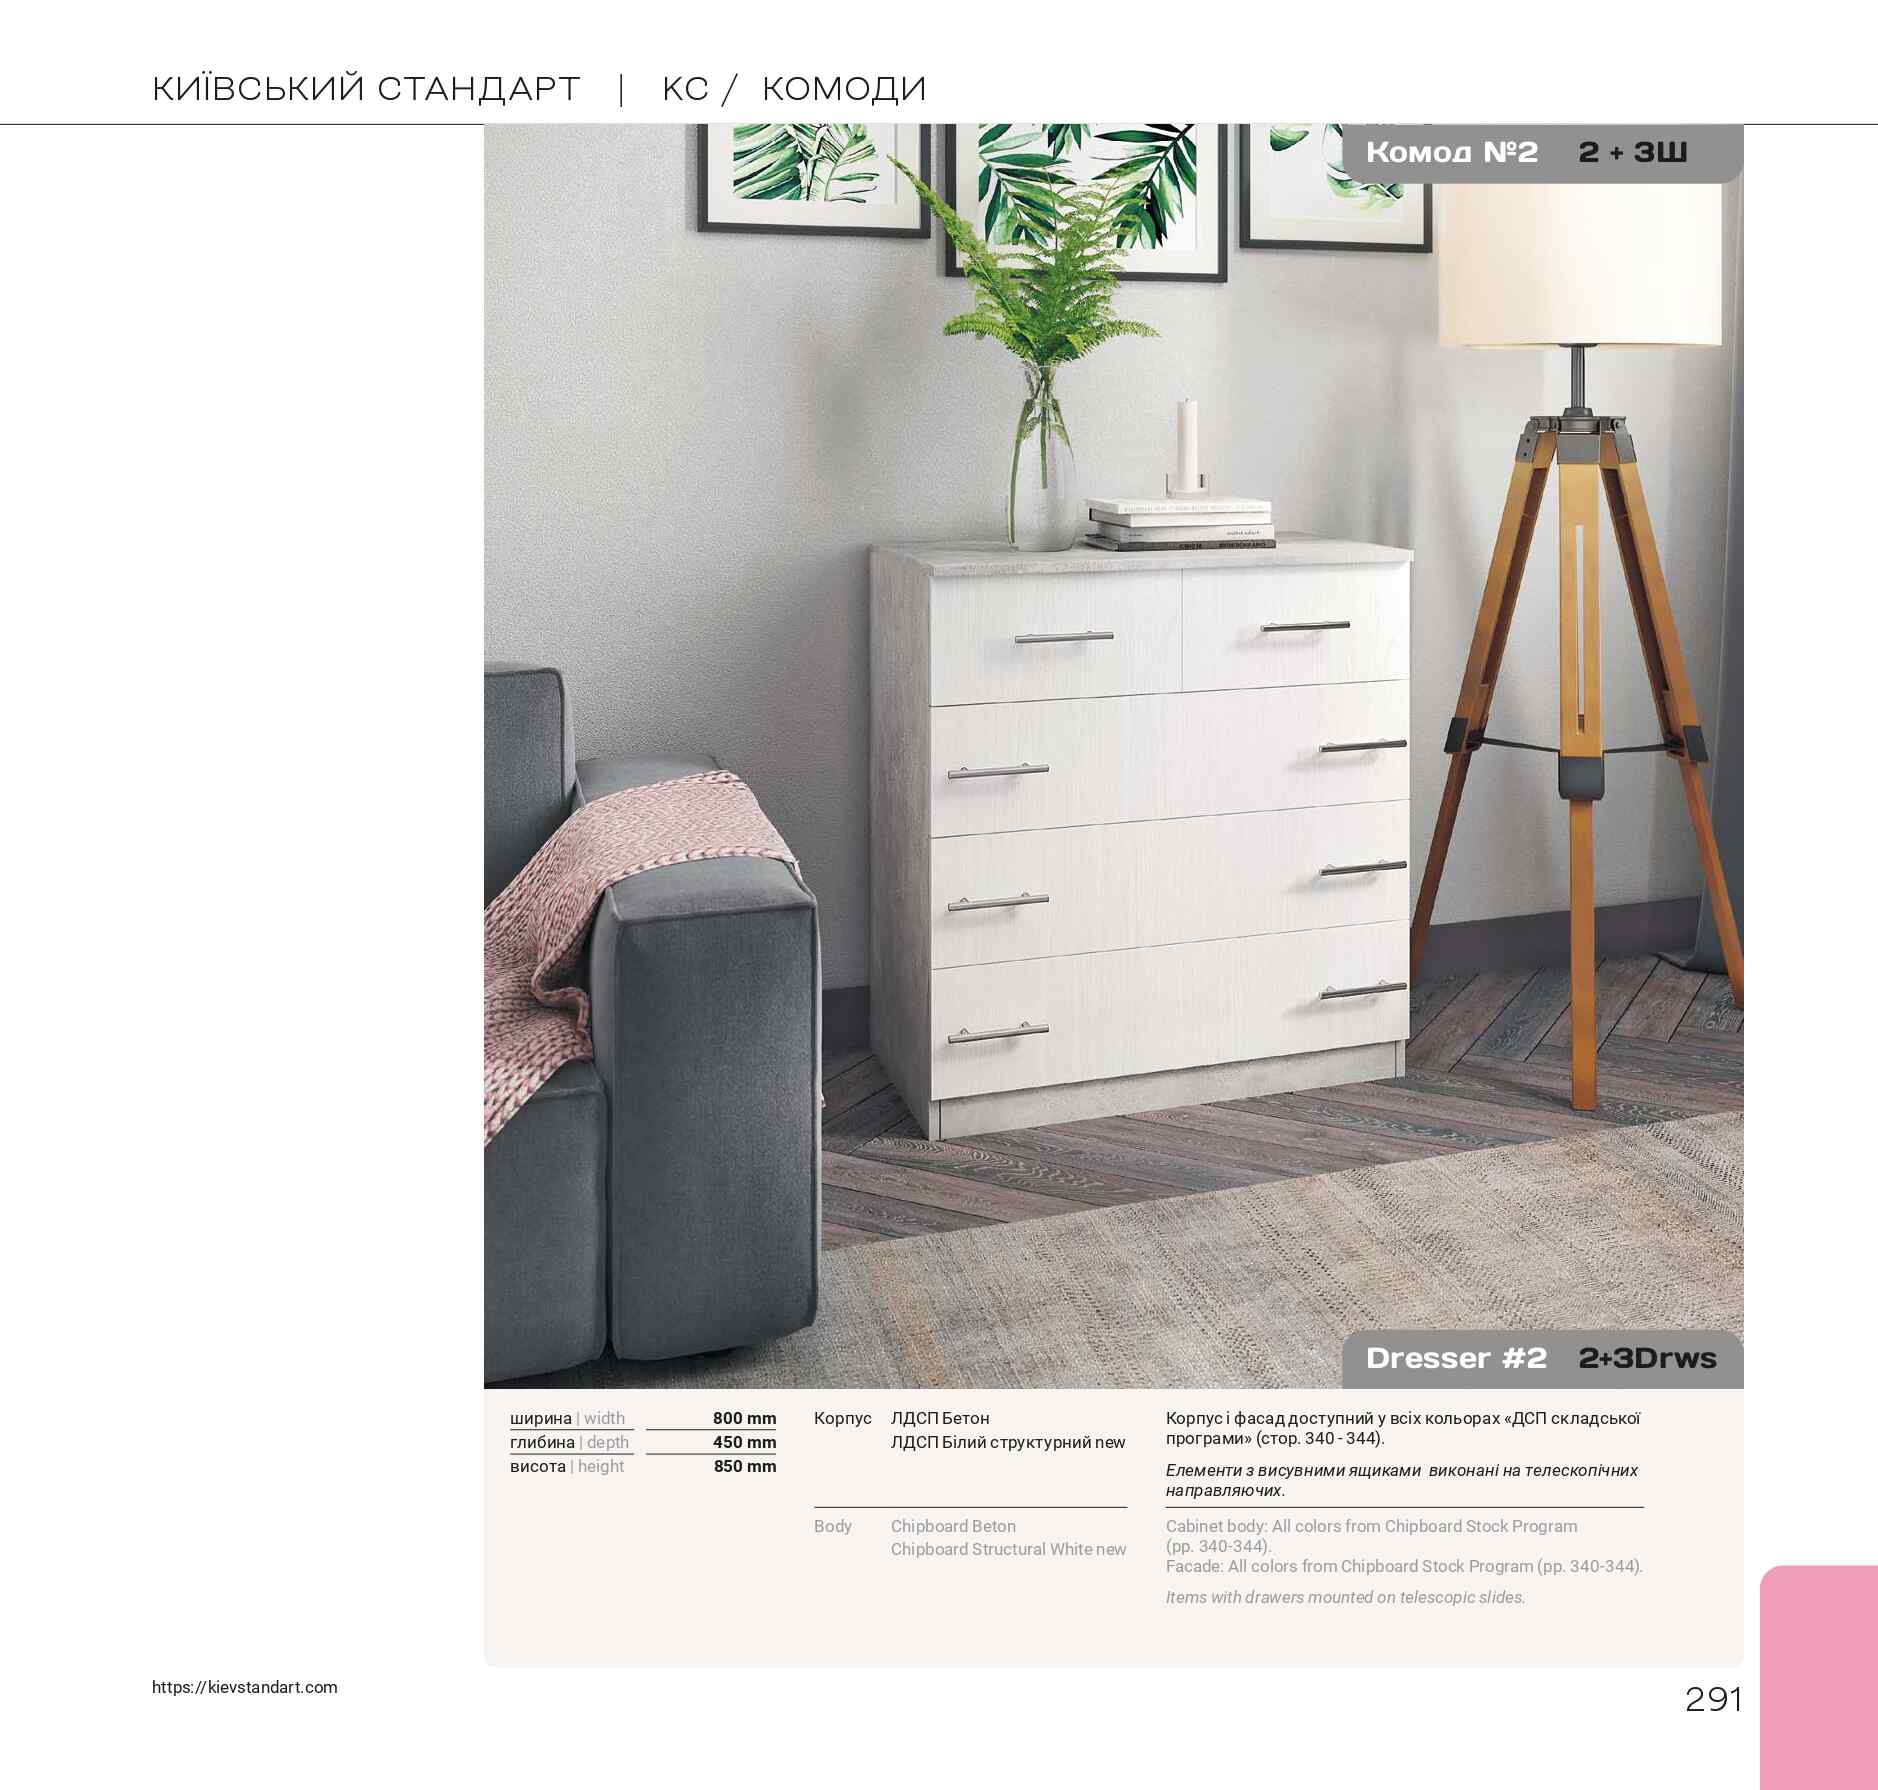 КИЇВСЬКИЙ СТАНДАРТ | КС / КОМОДИ
Комод №2 2 + 3Ш
Dresser #2 2+3Drws
ширина | width 800 mm
глибина | depth 450 mm
висота | height 850 mm
Корпус ЛДСП Бетон
ЛДСП Білий структурний new
Body Chipboard Beton
Chipboard Structural White new
Корпус і фасад доступний у всіх кольорах «ДСП складської
програми» (стор. 340 - 344).
Елементи з висувними ящиками виконані на телескопічних
направляючих.
Cabinet body: All colors from Chipboard Stock Program
(pp. 340-344).
Facade: All colors from Chipboard Stock Program (pp. 340-344).
Items with drawers mounted on telescopic slides.
https://kievstandart.com
291